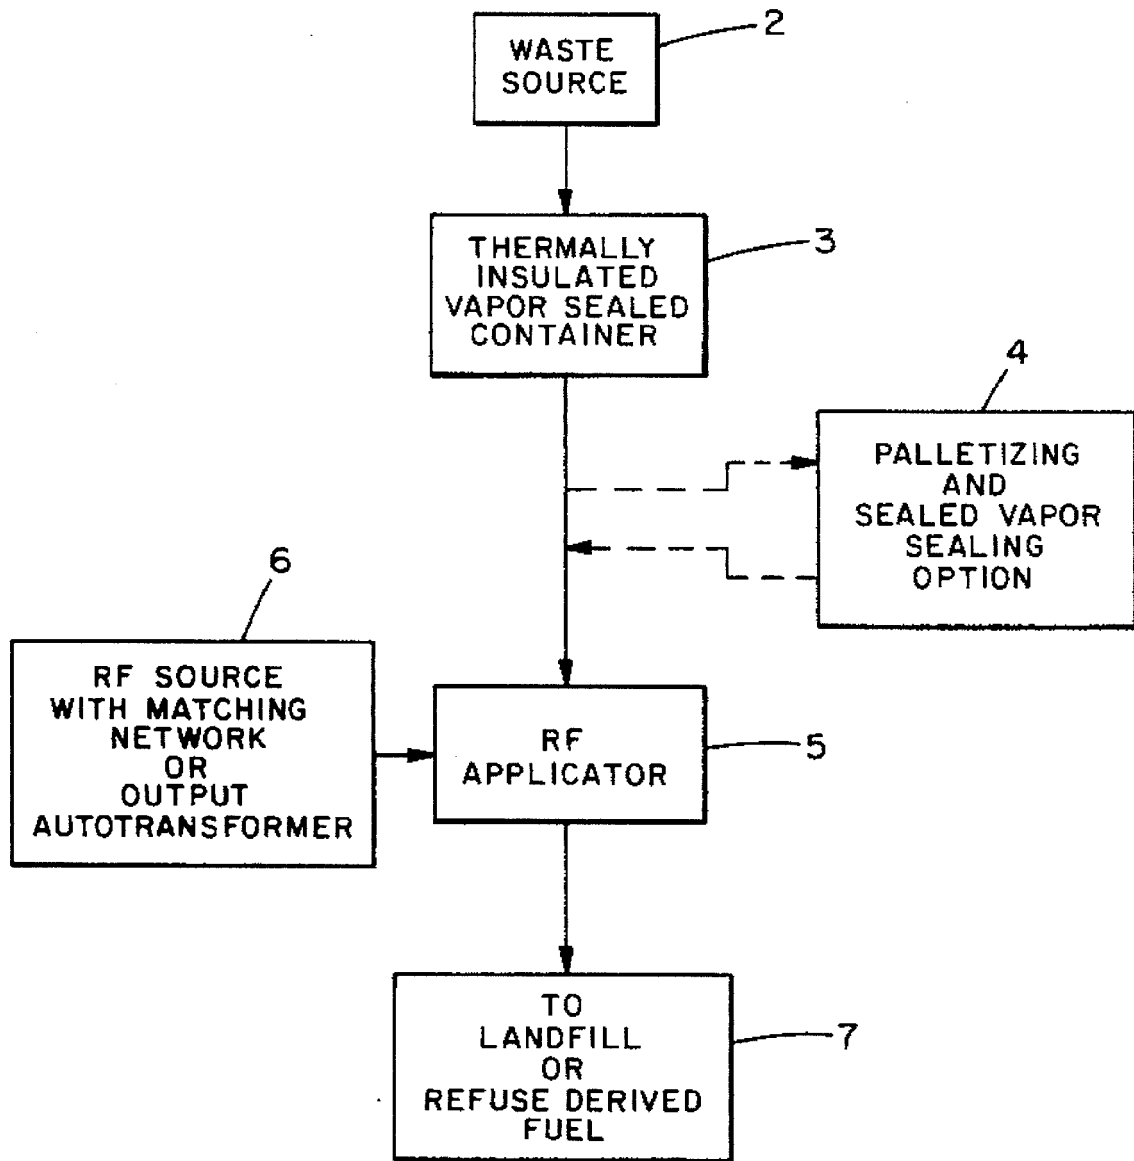 2
WASTE
SOURCE
3
THERMALLY
INSULATED
VAPOR SEALED
CONTAINER
4
PALLETIZING
AND
SEALED VAPOR
SEALING
OPTION
6
RF SOURCE
WITH MATCHING
NETWORK
OR
OUTPUT
AUTOTRANSFORMER
RF
APPLICATOR
5
TO
LANDFILL
OR
REFUSE DERIVED
FUEL
7